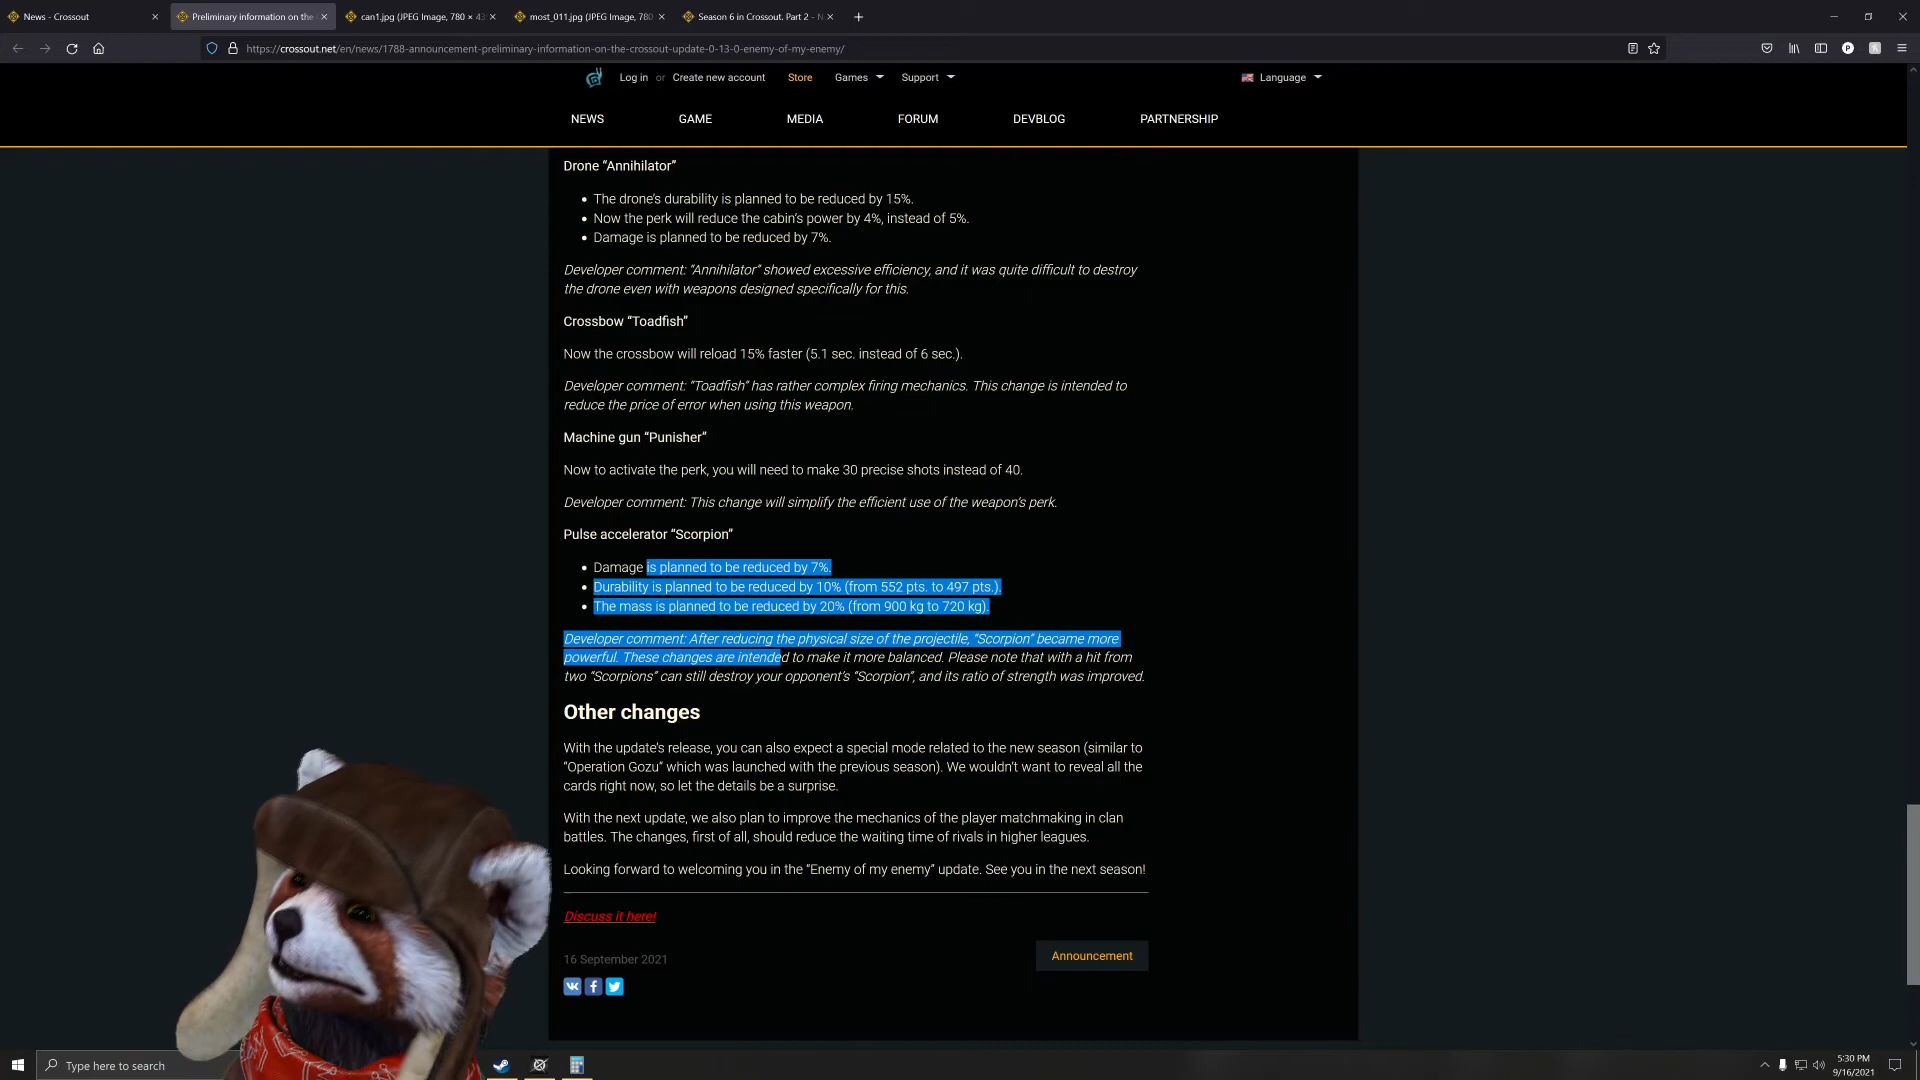 News - Crossout
Preliminary information on the
can1.jpg (JPEG Image, 780 × 43
most_011.jpg (JPEG Image, 780
Season 6 in Crossout. Part 2 - N
https://crossout.net/en/news/1788-announcement-preliminary-information-on-the-crossout-update-0-13-0-enemy-of-my-enemy/
Log in or Create new account Store Games Support Language
NEWS GAME MEDIA FORUM DEVBLOG PARTNERSHIP
Drone “Annihilator”
The drone’s durability is planned to be reduced by 15%.
Now the perk will reduce the cabin’s power by 4%, instead of 5%.
Damage is planned to be reduced by 7%.
Developer comment: “Annihilator” showed excessive efficiency, and it was quite difficult to destroy
the drone even with weapons designed specifically for this.
Crossbow “Toadfish”
Now the crossbow will reload 15% faster (5.1 sec. instead of 6 sec.).
Developer comment: “Toadfish” has rather complex firing mechanics. This change is intended to
reduce the price of error when using this weapon.
Machine gun “Punisher”
Now to activate the perk, you will need to make 30 precise shots instead of 40.
Developer comment: This change will simplify the efficient use of the weapon’s perk.
Pulse accelerator “Scorpion”
Damage is planned to be reduced by 7%.
Durability is planned to be reduced by 10% (from 552 pts. to 497 pts.).
The mass is planned to be reduced by 20% (from 900 kg to 720 kg).
Developer comment: After reducing the physical size of the projectile, “Scorpion” became more
powerful. These changes are intended to make it more balanced. Please note that with a hit from
two “Scorpions” can still destroy your opponent’s “Scorpion”, and its ratio of strength was improved.
Other changes
With the update’s release, you can also expect a special mode related to the new season (similar to
“Operation Gozu” which was launched with the previous season). We wouldn’t want to reveal all the
cards right now, so let the details be a surprise.
With the next update, we also plan to improve the mechanics of the player matchmaking in clan
battles. The changes, first of all, should reduce the waiting time of rivals in higher leagues.
Looking forward to welcoming you in the “Enemy of my enemy” update. See you in the next season!
Discuss it here!
16 September 2021
Announcement
Type here to search
5:30 PM
9/16/2021